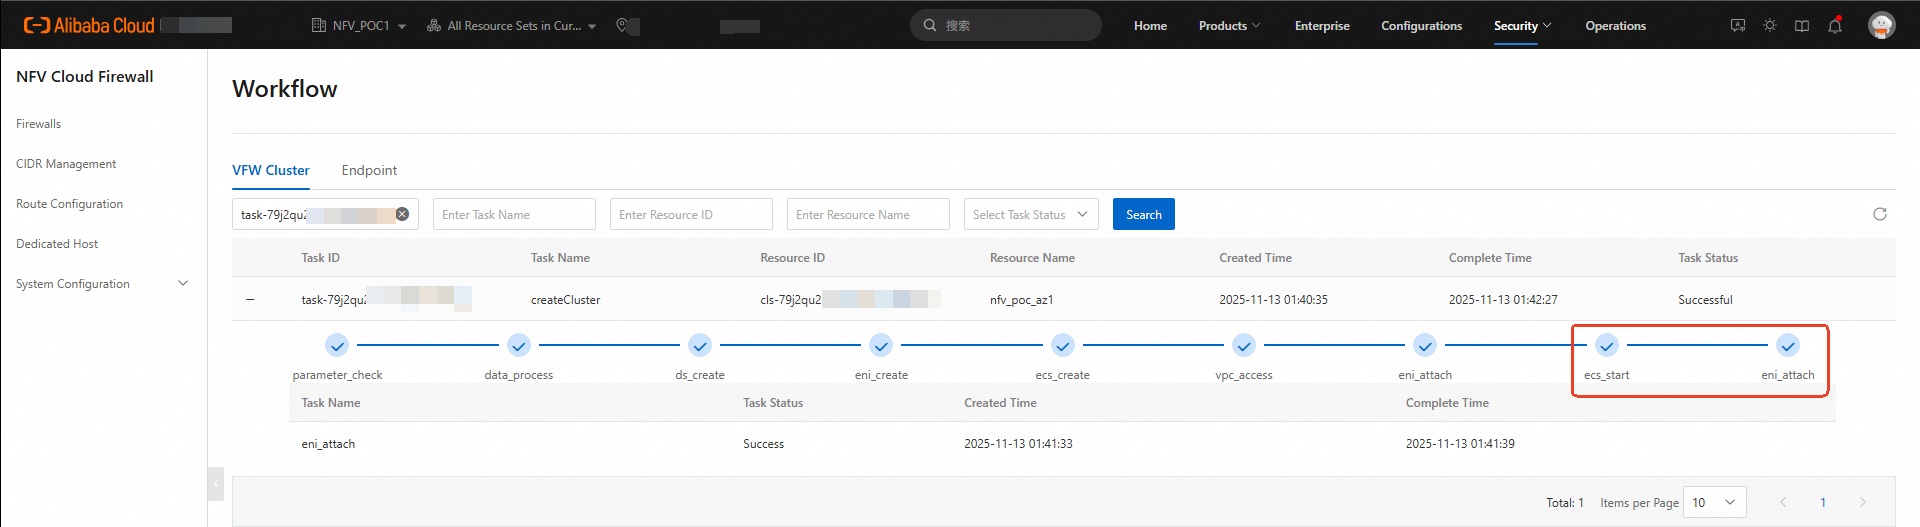 Alibaba Cloud
NFV_POC1
All Resource Sets in Cur...
搜索
Home
Products
Enterprise
Configurations
Security
Operations
NFV Cloud Firewall
Firewalls
CIDR Management
Route Configuration
Dedicated Host
System Configuration
Workflow
VFW Cluster
Endpoint
task-79j2qu2
Enter Task Name
Enter Resource ID
Enter Resource Name
Select Task Status
Search
Task ID
Task Name
Resource ID
Resource Name
Created Time
Complete Time
Task Status
task-79j2qu2
createCluster
cls-79j2qu2
nfv_poc_az1
2025-11-13 01:40:35
2025-11-13 01:42:27
Successful
parameter_check
data_process
ds_create
eni_create
ecs_create
vpc_access
eni_attach
ecs_start
eni_attach
Task Name
Task Status
Created Time
Complete Time
eni_attach
Success
2025-11-13 01:41:33
2025-11-13 01:41:39
Total: 1
Items per Page
10
1